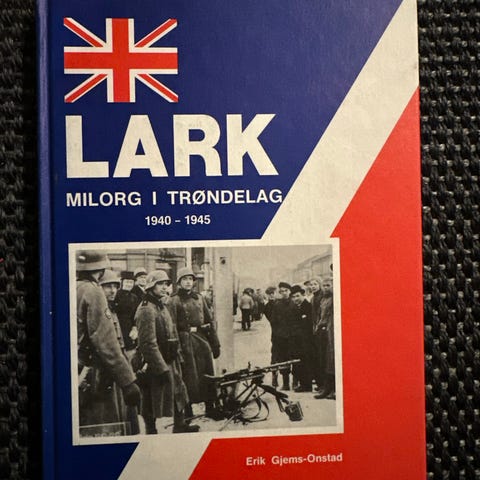 LARK
MILORG I TRØNDELAG
1940 - 1945
Erik Gjems-Onstad